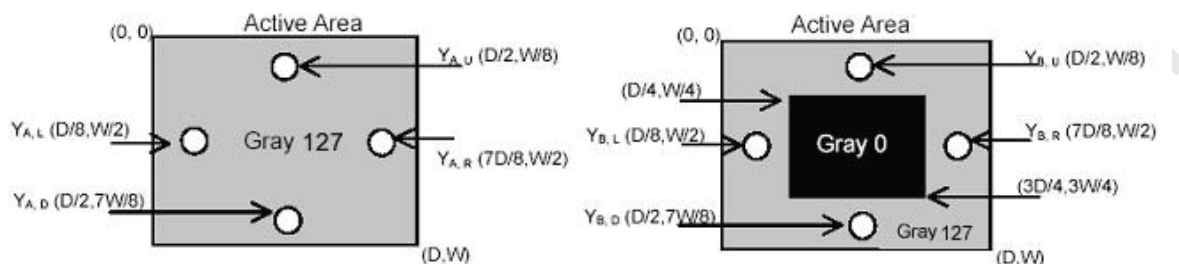 Active Area
(0, 0)
Y_A, U (D/2,W/8)
Y_A, L (D/8,W/2)
Gray 127
Y_A, R (7D/8,W/2)
Y_A, D (D/2,7W/8)
(D,W)
Active Area
(0, 0)
Y_B, U (D/2,W/8)
(D/4,W/4)
Y_B, L (D/8,W/2)
Gray 0
Y_B, R (7D/8,W/2)
(3D/4,3W/4)
Y_B, D (D/2,7W/8)
Gray 127
(D,W)